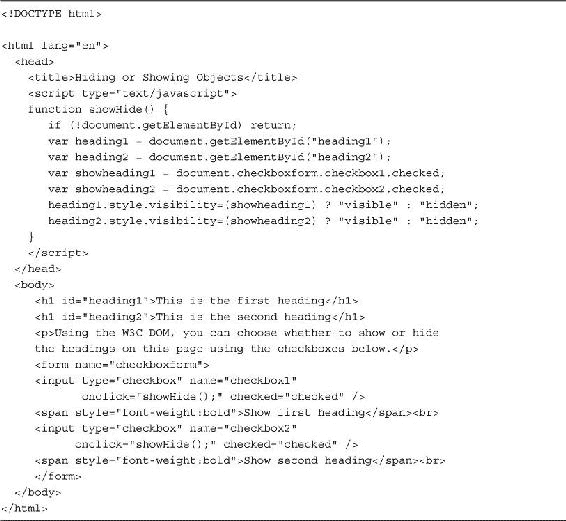 <!DOCTYPE html>
<html lang="en">
<head>
<title>Hiding or Showing Objects</title>
<script type="text/javascript">
function showHide() {
if (!document.getElementById) return;
var heading1 = document.getElementById("heading1");
var heading2 = document.getElementById("heading2");
var showheading1 = document.checkboxform.checkbox1.checked;
var showheading2 = document.checkboxform.checkbox2.checked;
heading1.style.visibility=(showheading1) ? "visible" : "hidden";
heading2.style.visibility=(showheading2) ? "visible" : "hidden";
}
</script>
</head>
<body>
<h1 id="heading1">This is the first heading</h1>
<h1 id="heading2">This is the second heading</h1>
<p>Using the W3C DOM, you can choose whether to show or hide
the headings on this page using the checkboxes below.</p>
<form name="checkboxform">
<input type="checkbox" name="checkbox1"
onclick="showHide();" checked="checked" />
<span style="font-weight:bold">Show first heading</span><br>
<input type="checkbox" name="checkbox2"
onclick="showHide();" checked="checked" />
<span style="font-weight:bold">Show second heading</span><br>
</form>
</body>
</html>